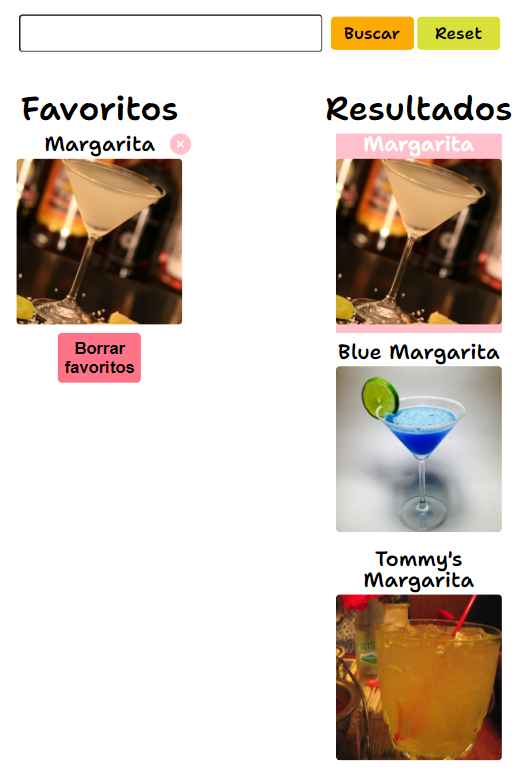 Buscar
Reset
Favoritos
Margarita
×
Borrar
favoritos
Resultados
Margarita
Blue Margarita
Tommy's
Margarita